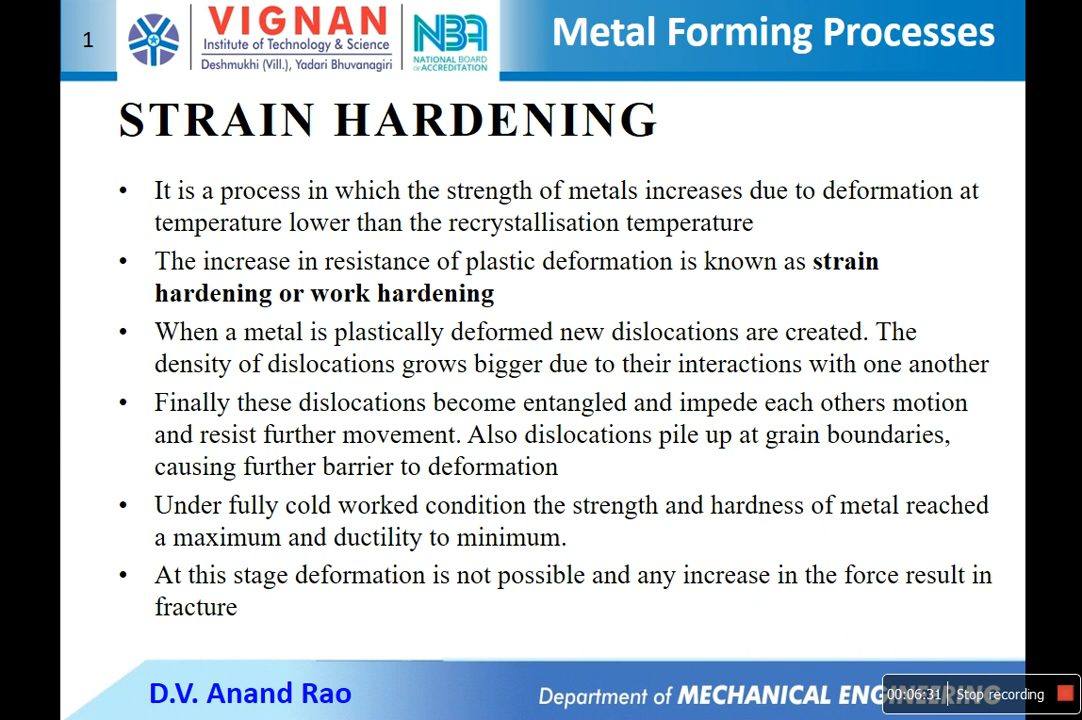 1
VIGNAN
Institute of Technology & Science
Deshmukhi (Vill.), Yadari Bhuvanagiri
NBA
NATIONAL BOARD
OF ACCREDITATION
Metal Forming Processes
STRAIN HARDENING
• It is a process in which the strength of metals increases due to deformation at
temperature lower than the recrystallisation temperature
• The increase in resistance of plastic deformation is known as strain
hardening or work hardening
• When a metal is plastically deformed new dislocations are created. The
density of dislocations grows bigger due to their interactions with one another
• Finally these dislocations become entangled and impede each others motion
and resist further movement. Also dislocations pile up at grain boundaries,
causing further barrier to deformation
• Under fully cold worked condition the strength and hardness of metal reached
a maximum and ductility to minimum.
• At this stage deformation is not possible and any increase in the force result in
fracture
D.V. Anand Rao
Department of MECHANICAL ENGINEERING
00:06:31 Stop recording